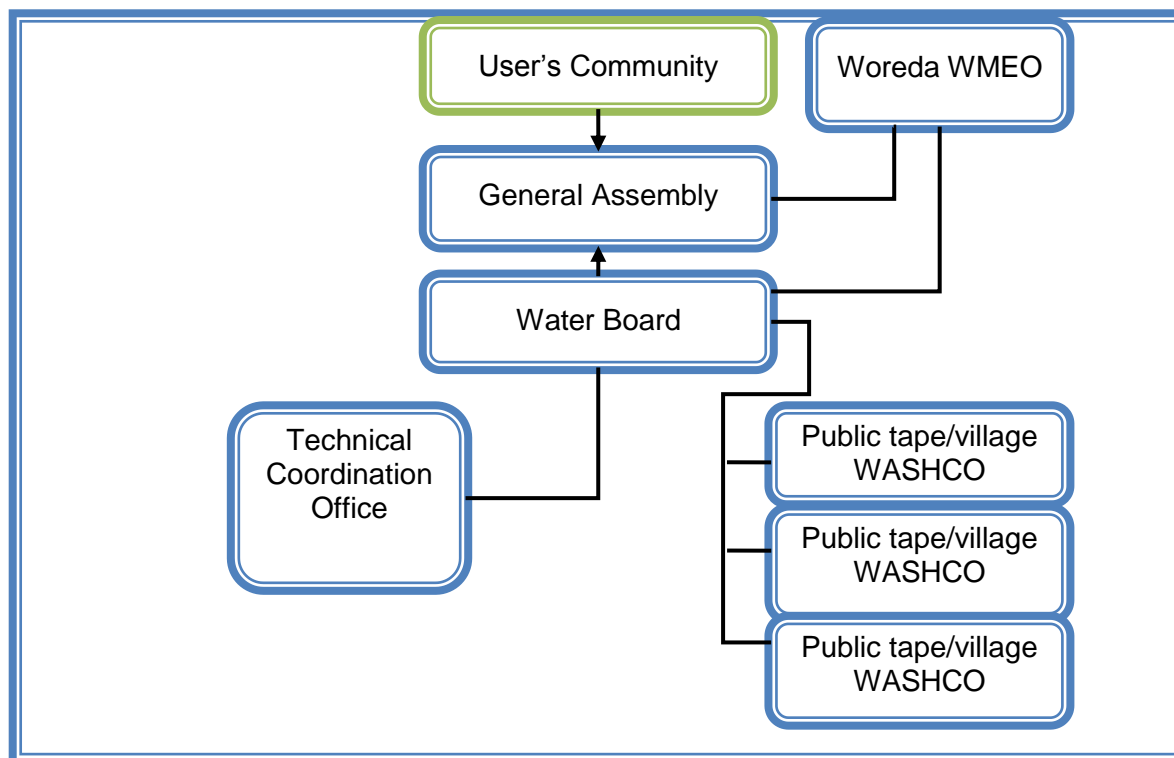 User’s Community
Woreda WMEO
General Assembly
Water Board
Technical
Coordination
Office
Public tape/village
WASHCO
Public tape/village
WASHCO
Public tape/village
WASHCO